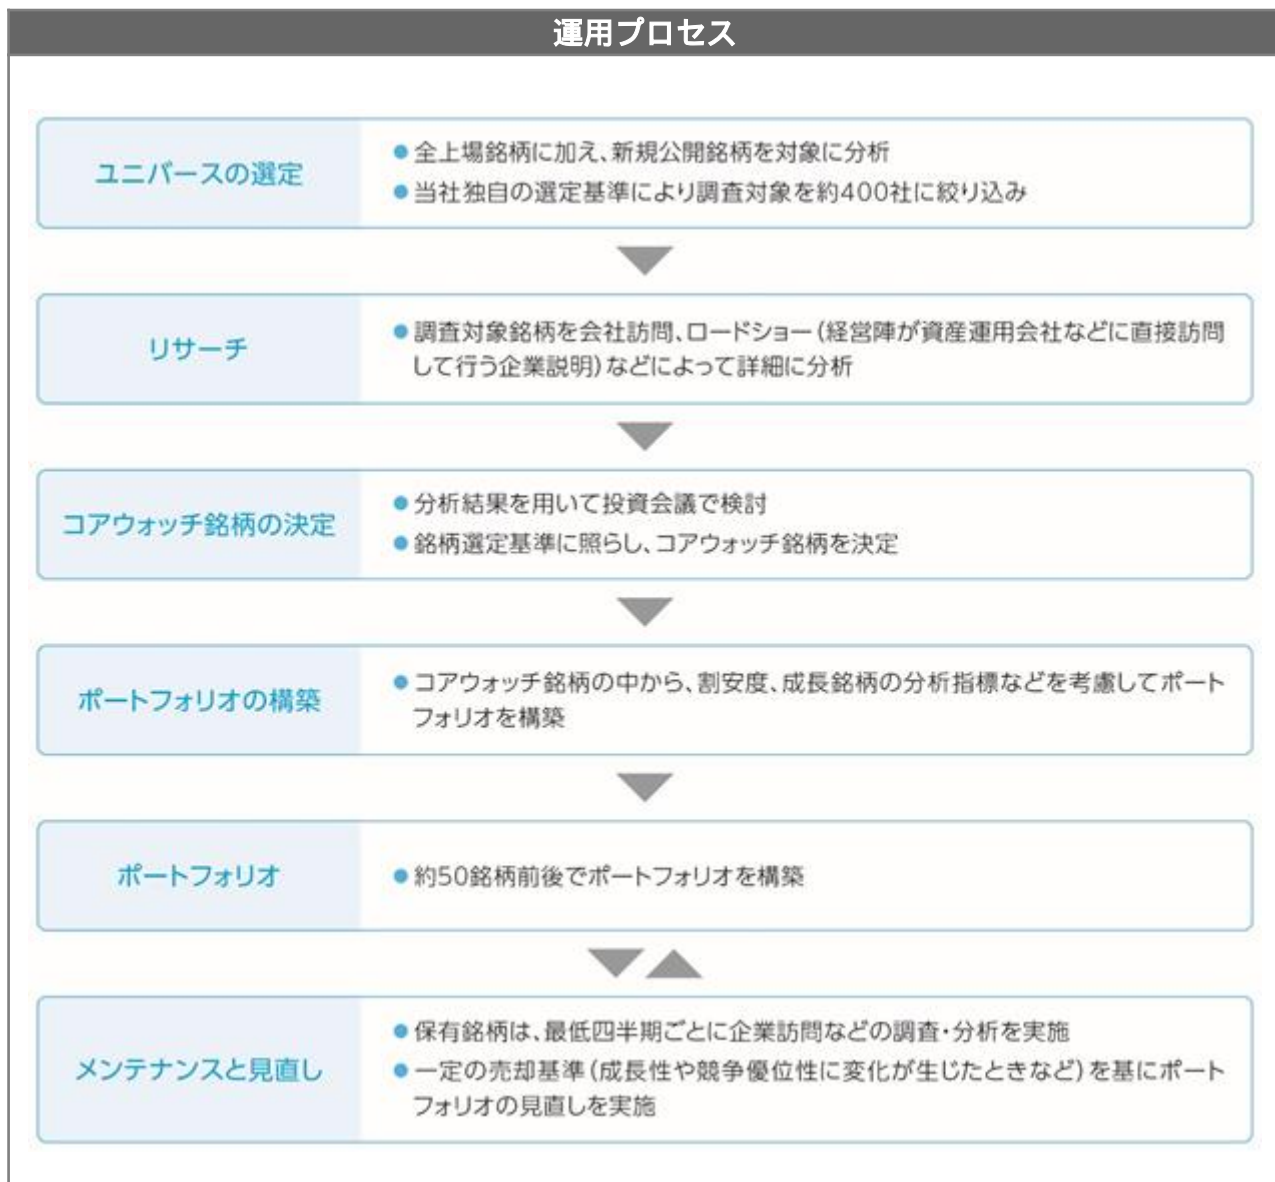 運用プロセス
ユニバースの選定
●全上場銘柄に加え、新規公開銘柄を対象に分析
●当社独自の選定基準により調査対象を約400社に絞り込み
リサーチ
●調査対象銘柄を会社訪問、ロードショー(経営陣が資産運用会社などに直接訪問
して行う企業説明)などによって詳細に分析
コアウォッチ銘柄の決定
●分析結果を用いて投資会議で検討
●銘柄選定基準に照らし、コアウォッチ銘柄を決定
ポートフォリオの構築
●コアウォッチ銘柄の中から、割安度、成長銘柄の分析指標などを考慮してポート
フォリオを構築
ポートフォリオ
●約50銘柄前後でポートフォリオを構築
メンテナンスと見直し
●保有銘柄は、最低四半期ごとに企業訪問などの調査・分析を実施
●一定の売却基準(成長性や競争優位性に変化が生じたときなど)を基にポート
フォリオの見直しを実施